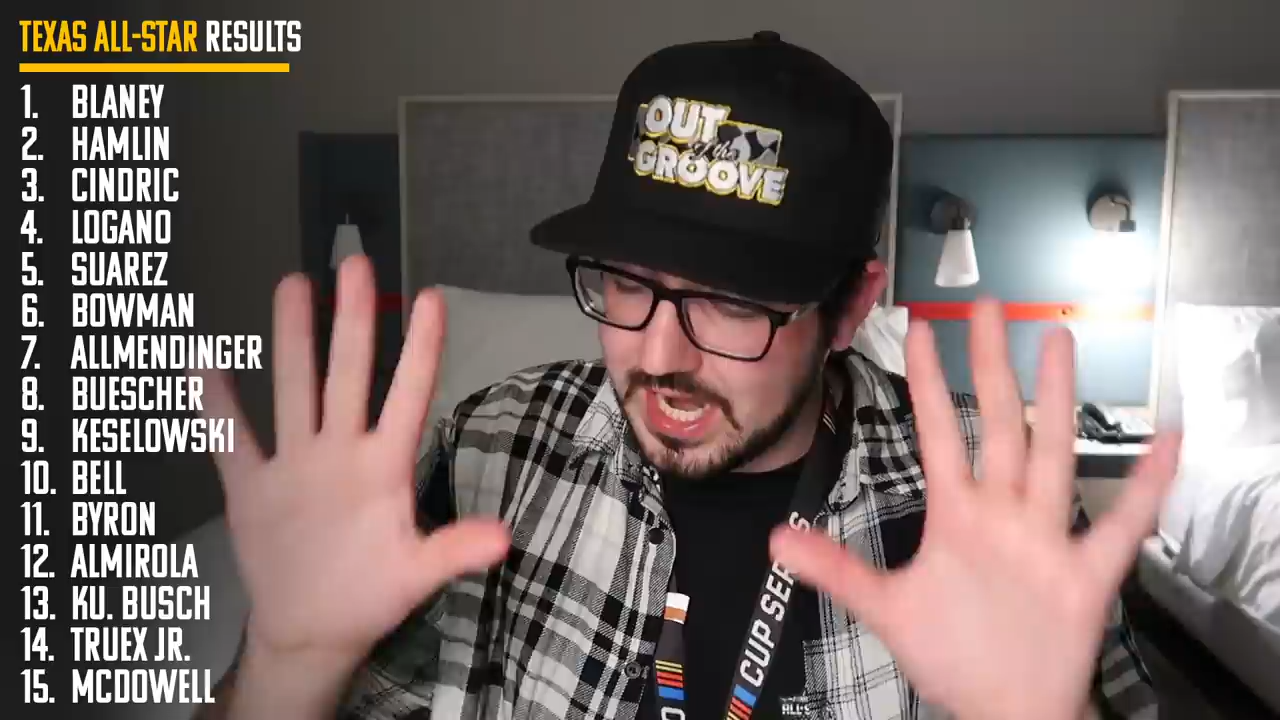 TEXAS ALL-STAR RESULTS
1. BLANEY
2. HAMLIN
3. CINDRIC
4. LOGANO
5. SUAREZ
6. BOWMAN
7. ALLMENDINGER
8. BUESCHER
9. KESELOWSKI
10. BELL
11. BYRON
12. ALMIROLA
13. KU. BUSCH
14. TRUEX JR.
15. MCDOWELL
OUT
of the
GROOVE
CUP